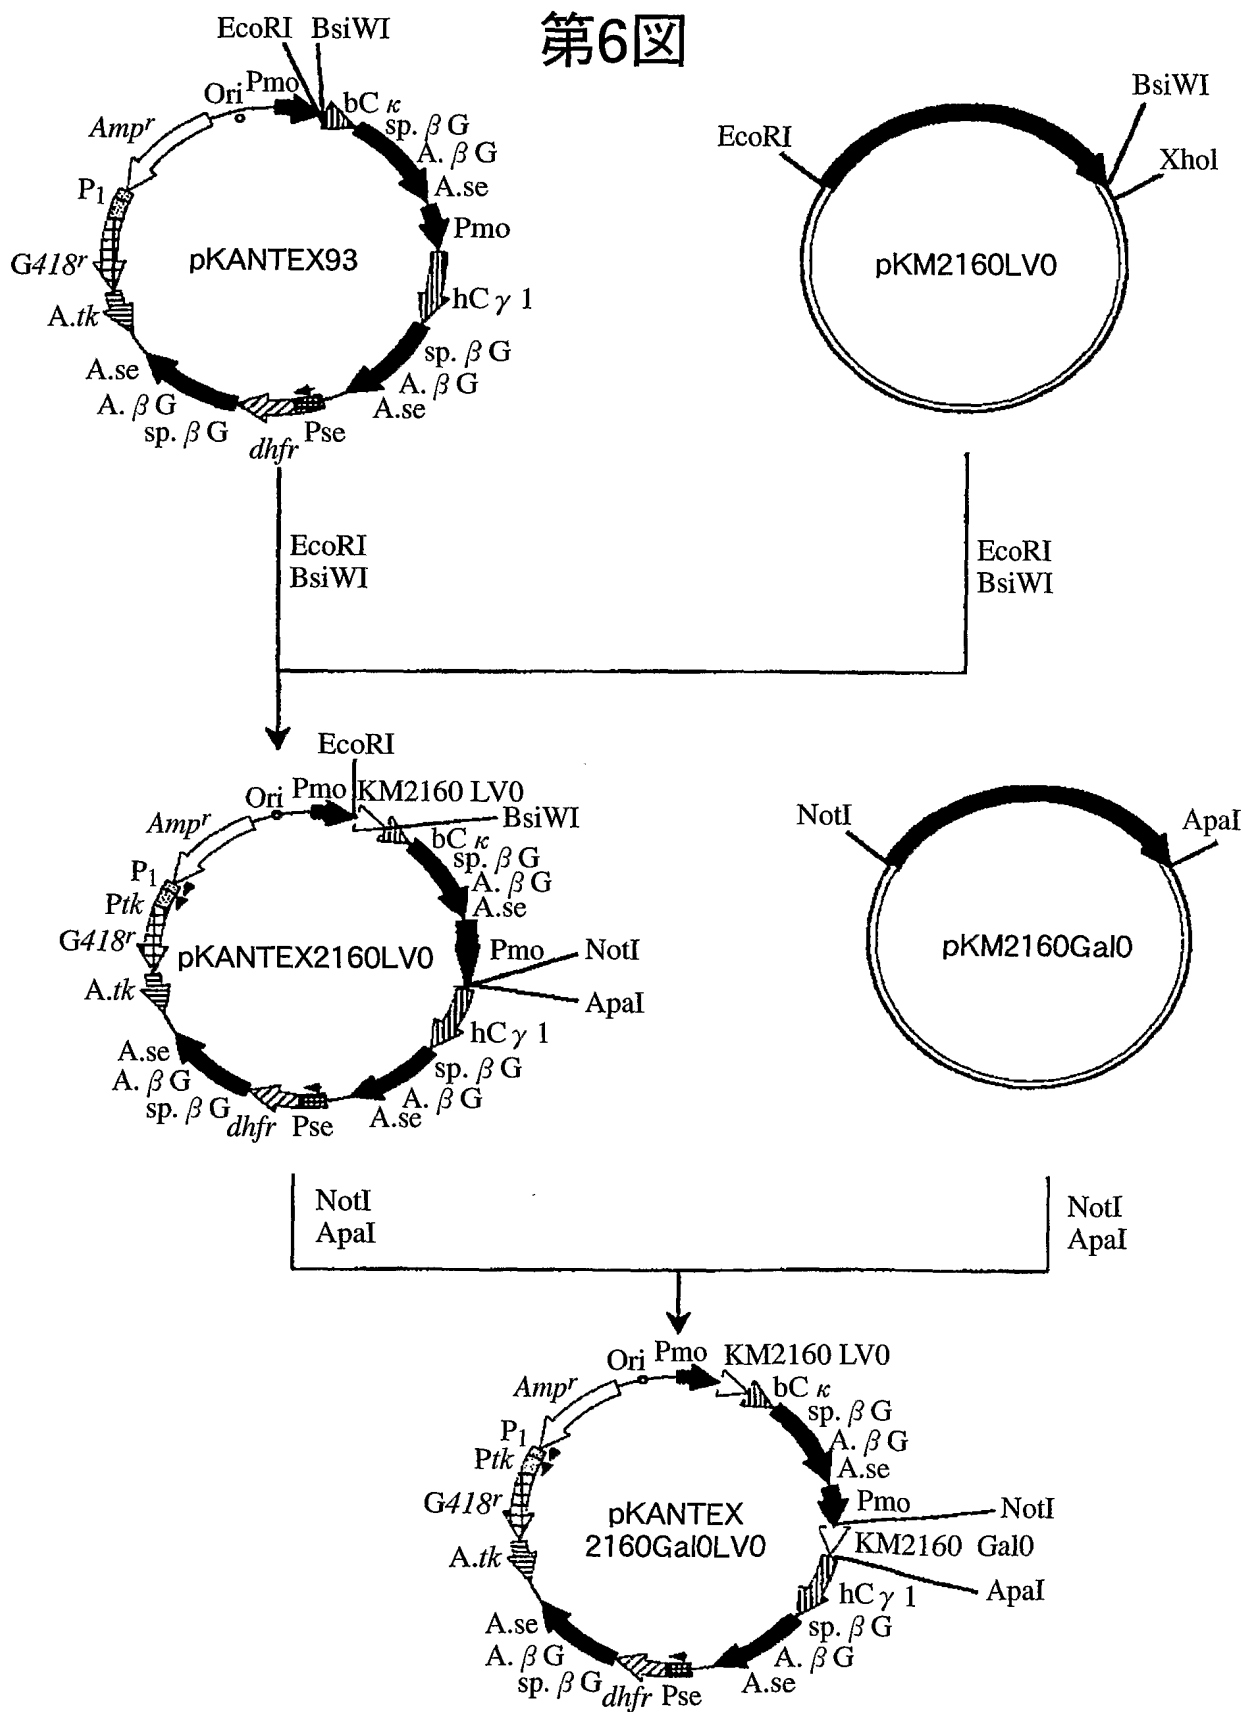 第6図
EcoRI BsiWI
Ori Pmo
bCκ
sp. βG
A. βG
A.se
Pmo
hCγ1
sp. βG
A. βG
A.se
Pse
dhfr
sp. βG
A. βG
A.se
A.tk
G418r
P1
Ampr
pKANTEX93
EcoRI
BsiWI
XhoI
pKM2160LV0
EcoRI
BsiWI
EcoRI
BsiWI
EcoRI
Ori Pmo KM2160 LV0
BsiWI
bCκ
sp. βG
A. βG
A.se
Pmo
NotI
ApaI
hCγ1
sp. βG
A. βG
A.se
Pse
dhfr
sp. βG
A. βG
A.se
A.tk
G418r
Ptk
P1
Ampr
pKANTEX2160LV0
NotI
ApaI
pKM2160Gal0
NotI
ApaI
NotI
ApaI
Ori Pmo KM2160 LV0
bCκ
sp. βG
A. βG
A.se
Pmo
NotI
KM2160 Gal0
ApaI
hCγ1
sp. βG
A. βG
A.se
Pse
dhfr
sp. βG
A. βG
A.se
A.tk
G418r
Ptk
P1
Ampr
pKANTEX
2160Gal0LV0